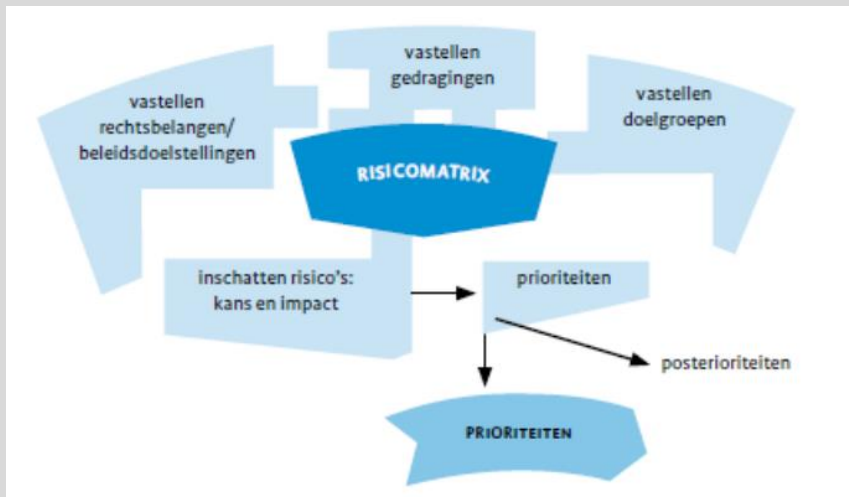 vastellen
gedragingen
vastellen
rechtsbelangen/
beleidsdoelstellingen
vastellen
doelgroepen
RISICOMATRIX
inschatten risico's:
kans en impact
prioriteiten
posterioriteiten
PRIORITEITEN